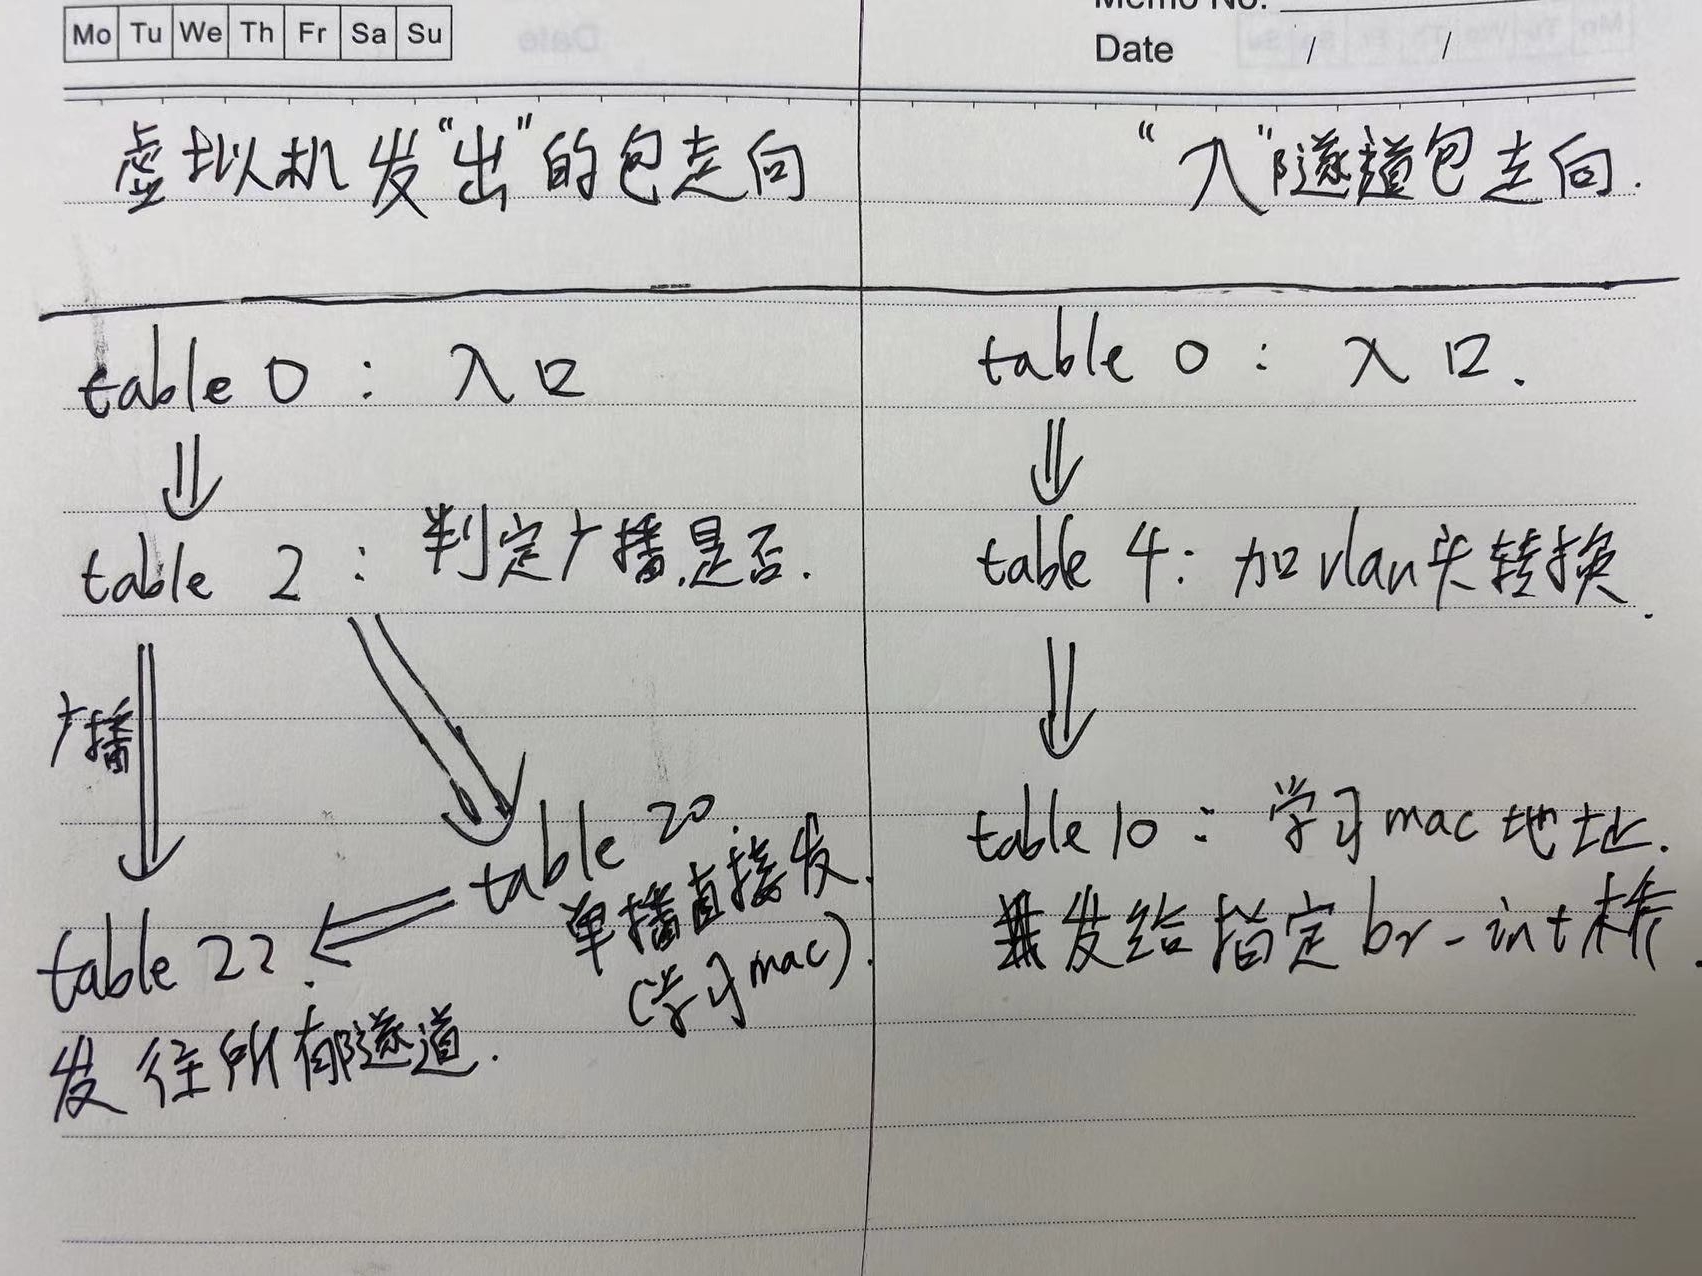 Mo Tu We Th Fr Sa Su
虚拟机发“出”的包走向
table 0 : 入口
table 2 : 判定广播,是否.
广播
table 20.
单播直接发.
(学习mac).
table 22.
发往所有隧道.
Memo No.
Date / /
“入”隧道包走向.
table 0 : 入口.
table 4: 加vlan头转换.
table 10 : 学习mac地址.
并发给指定br-int桥.